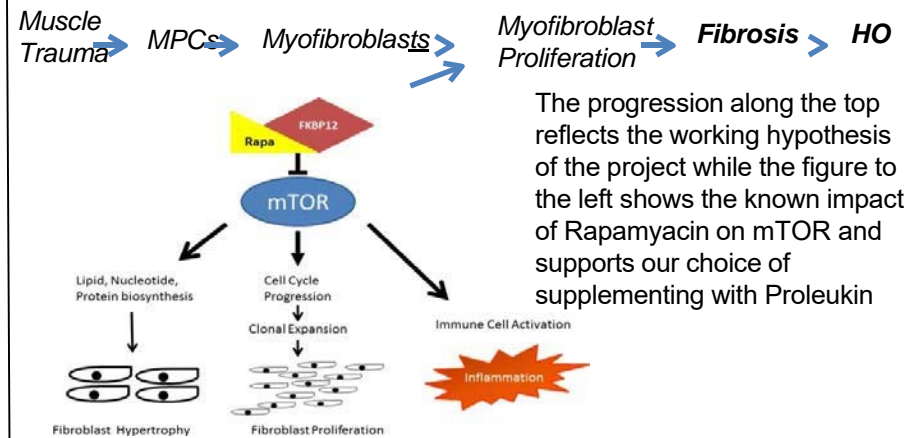 Muscle Trauma MPCs Myofibroblasts Myofibroblast Proliferation Fibrosis HO
The progression along the top
reflects the working hypothesis
of the project while the figure to
the left shows the known impact
of Rapamyacin on mTOR and
supports our choice of
supplementing with Proleukin
FKBP12
Rapa
mTOR
Lipid, Nucleotide,
Protein biosynthesis
Cell Cycle
Progression
Clonal Expansion
Immune Cell Activation
Inflammation
Fibroblast Hypertrophy
Fibroblast Proliferation